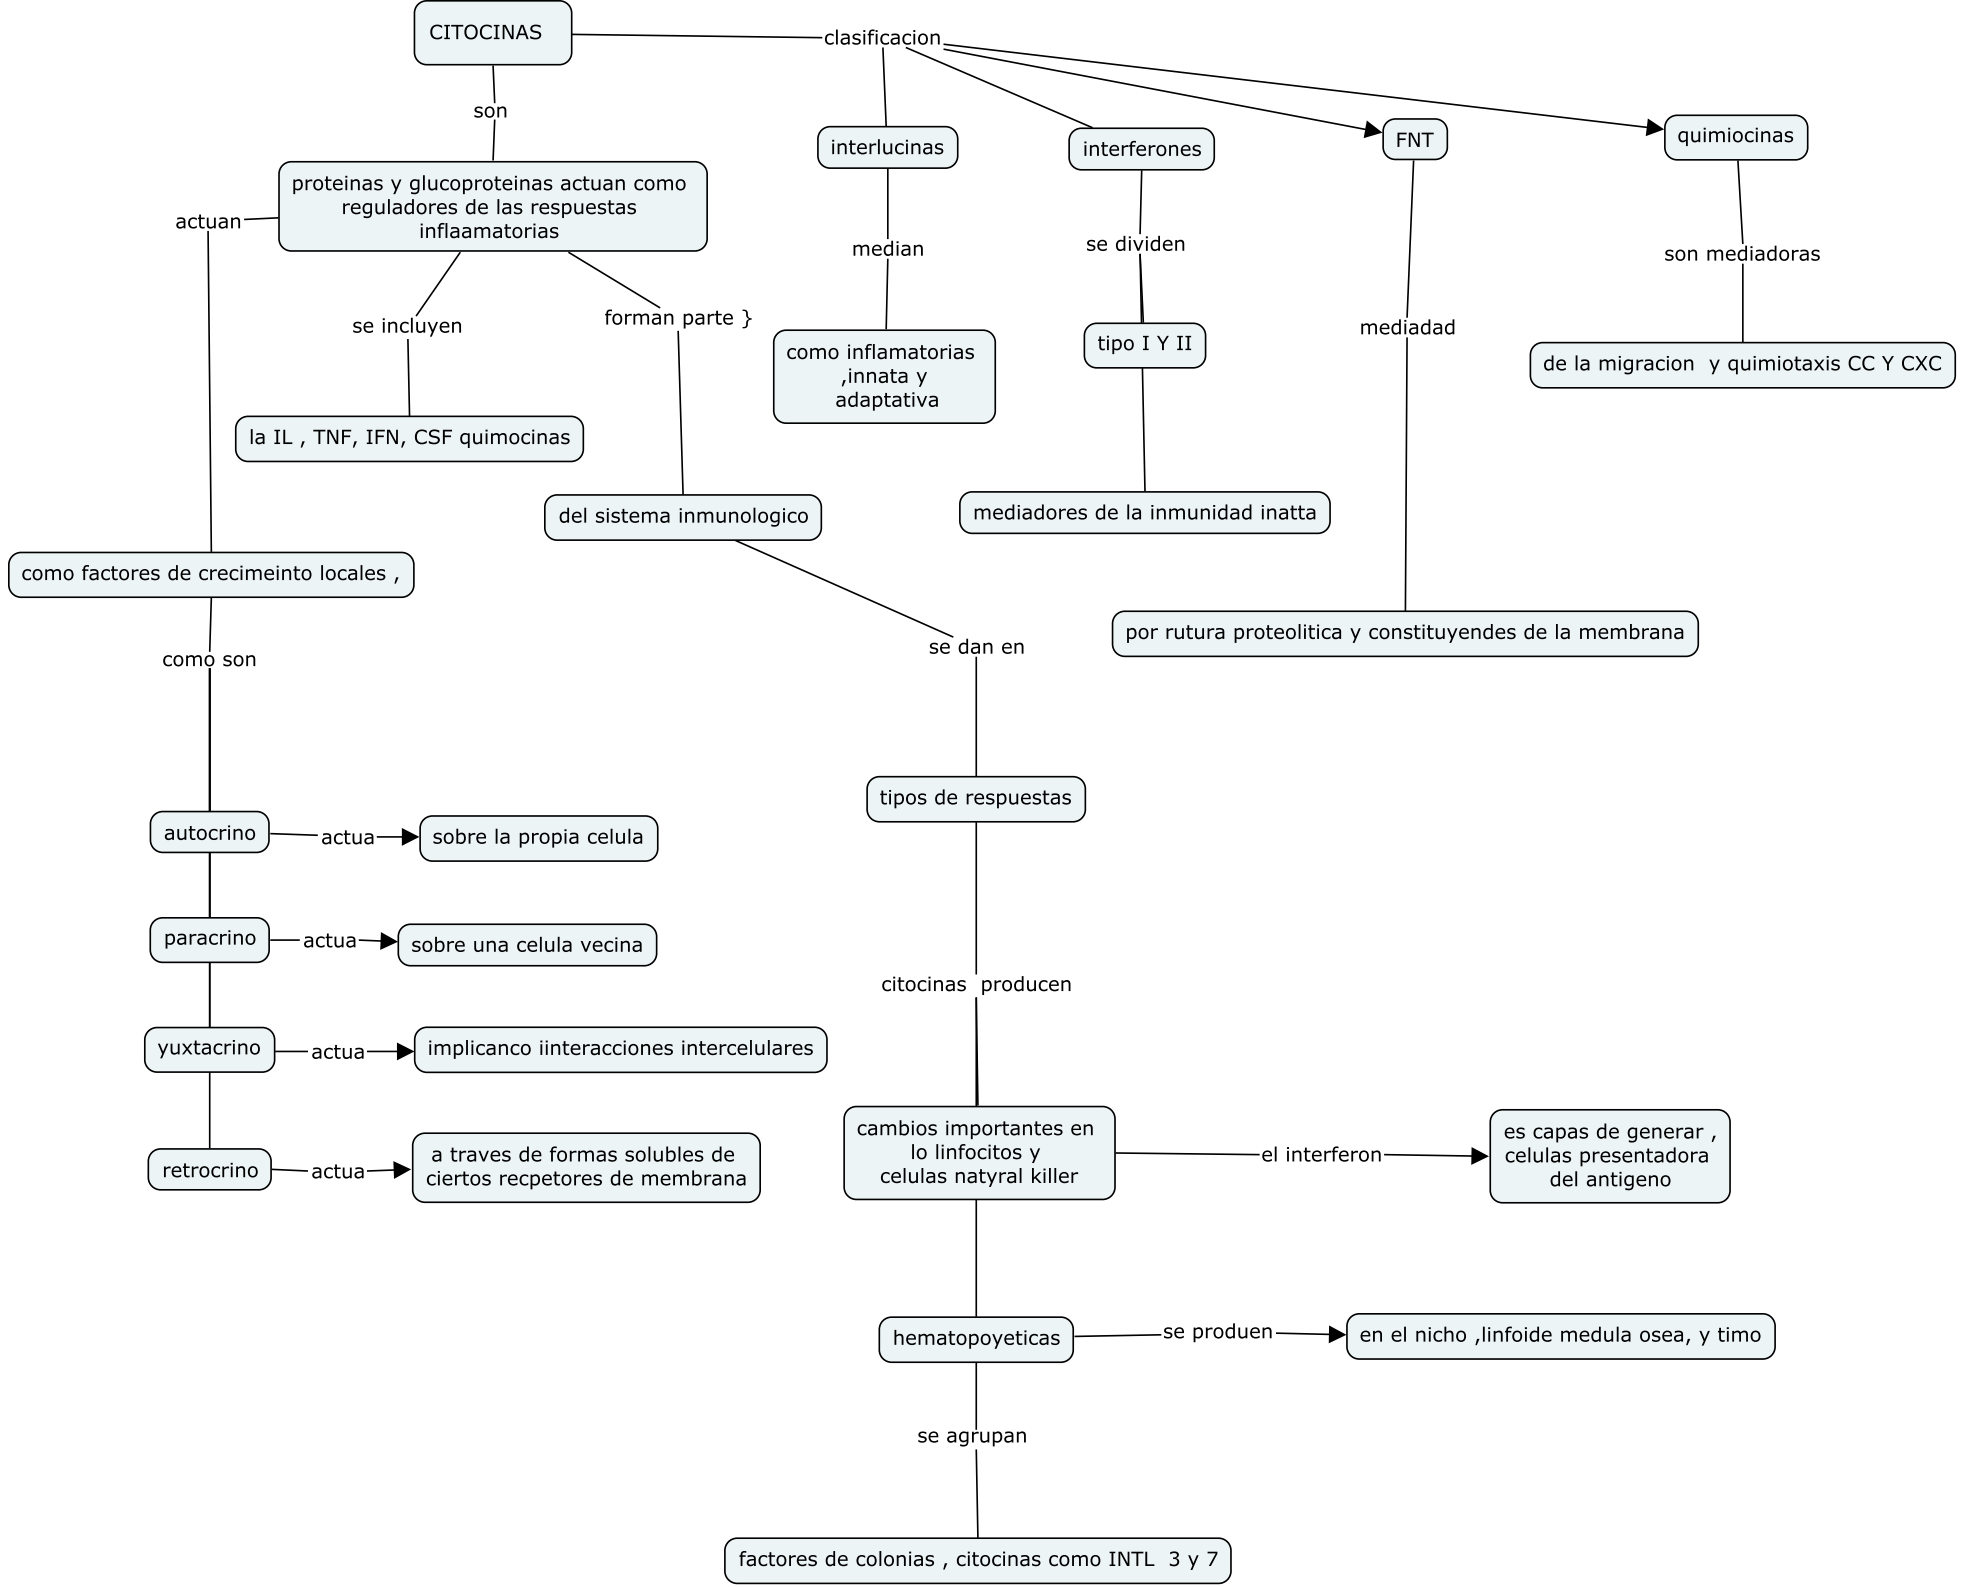 CITOCINAS
clasificacion
son
interlucinas
interferones
FNT
quimiocinas
proteinas y glucoproteinas actuan como
reguladores de las respuestas
inflaamatorias
actuan
median
se dividen
son mediadoras
se incluyen
forman parte }
mediadad
como inflamatorias
,innata y
adaptativa
tipo I Y II
de la migracion  y quimiotaxis CC Y CXC
la IL , TNF, IFN, CSF quimocinas
del sistema inmunologico
mediadores de la inmunidad inatta
como factores de crecimeinto locales ,
por rutura proteolitica y constituyendes de la membrana
como son
se dan en
tipos de respuestas
autocrino
actua
sobre la propia celula
paracrino
actua
sobre una celula vecina
citocinas  producen
yuxtacrino
actua
implicanco iinteracciones intercelulares
retrocrino
actua
a traves de formas solubles de
ciertos recpetores de membrana
cambios importantes en
lo linfocitos y
celulas natyral killer
el interferon
es capas de generar ,
celulas presentadora
del antigeno
hematopoyeticas
se produen
en el nicho ,linfoide medula osea, y timo
se agrupan
factores de colonias , citocinas como INTL  3 y 7